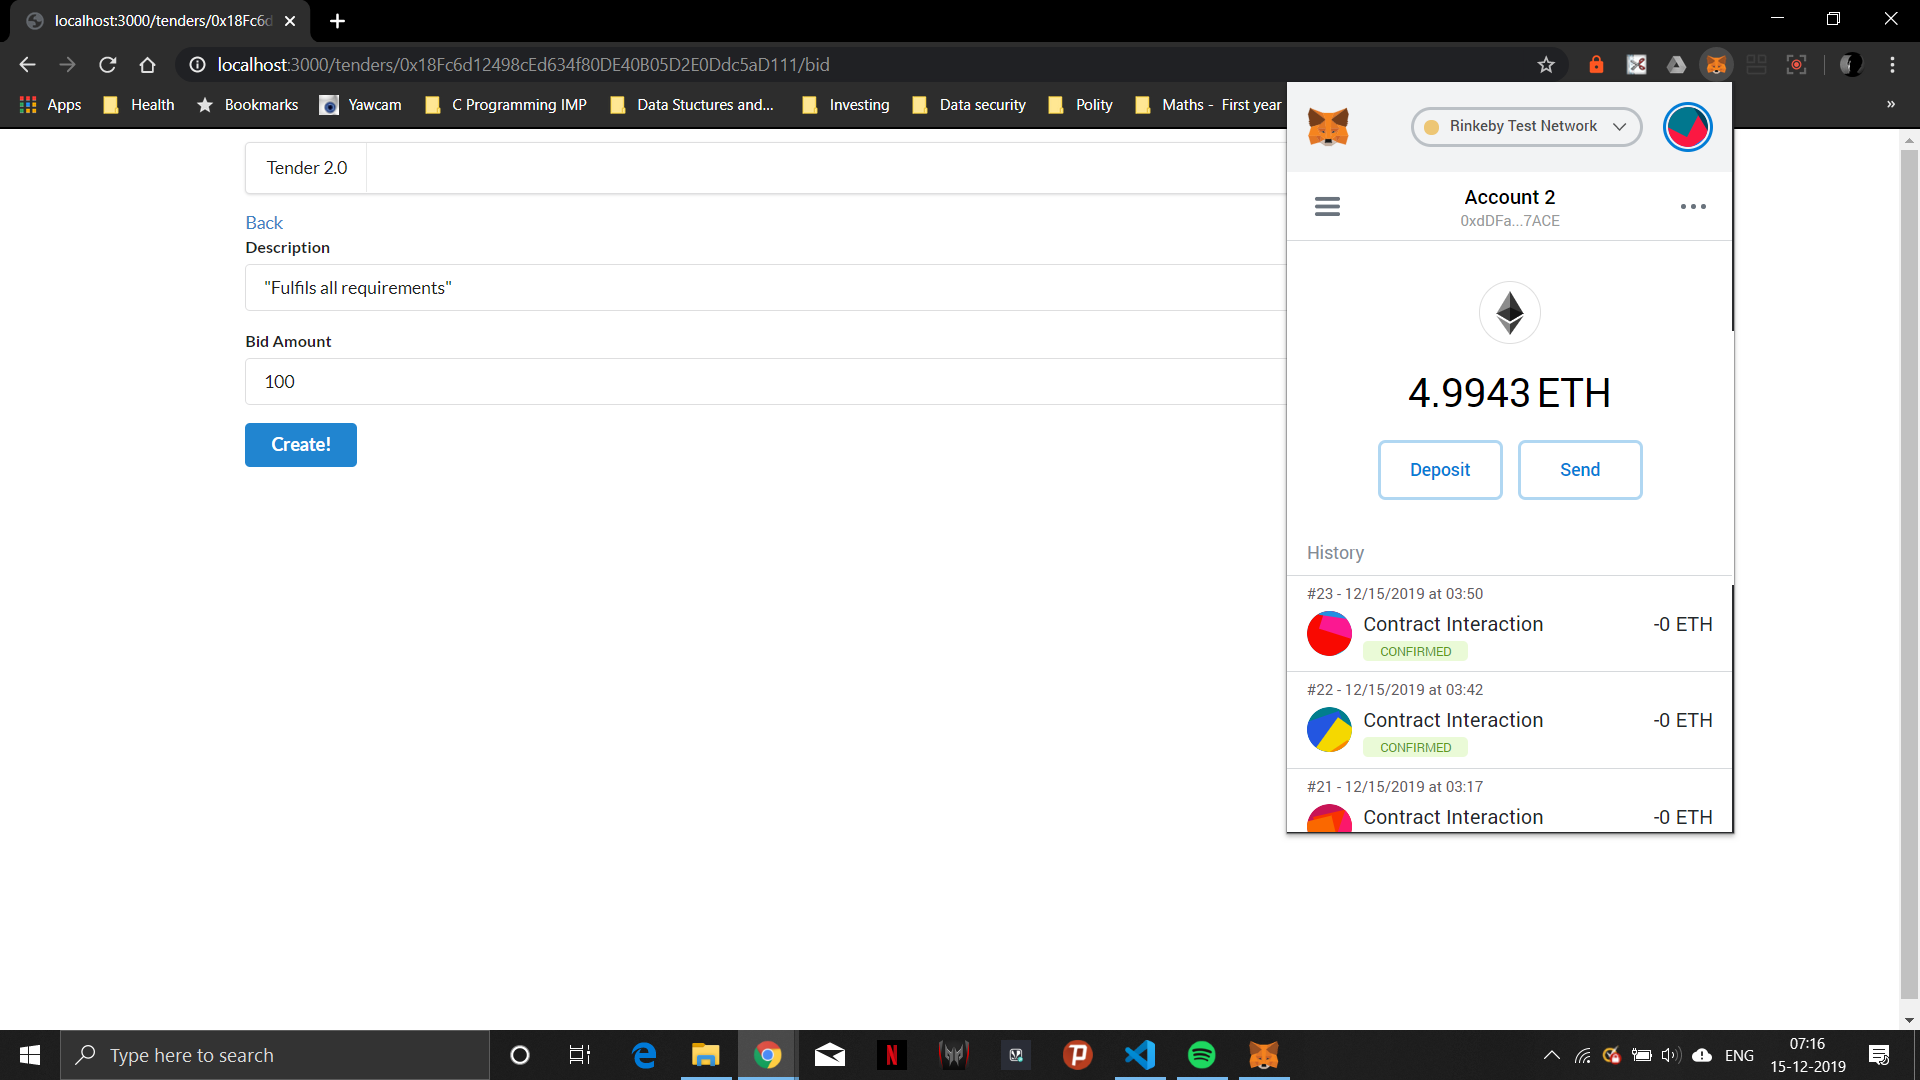 localhost:3000/tenders/0x18Fc6d
localhost:3000/tenders/0x18Fc6d12498cEd634f80DE40B05D2E0Ddc5aD111/bid
Apps Health Bookmarks Yawcam C Programming IMP Data Stuctures and... Investing Data security Polity Maths - First year »
Tender 2.0
Back
Description
"Fulfils all requirements"
Bid Amount
100
Create!
Rinkeby Test Network
Account 2
0xdDFa...7ACE
4.9943 ETH
Deposit Send
History
#23 - 12/15/2019 at 03:50
Contract Interaction -0 ETH
CONFIRMED
#22 - 12/15/2019 at 03:42
Contract Interaction -0 ETH
CONFIRMED
#21 - 12/15/2019 at 03:17
Contract Interaction -0 ETH
Type here to search
ENG
07:16
15-12-2019